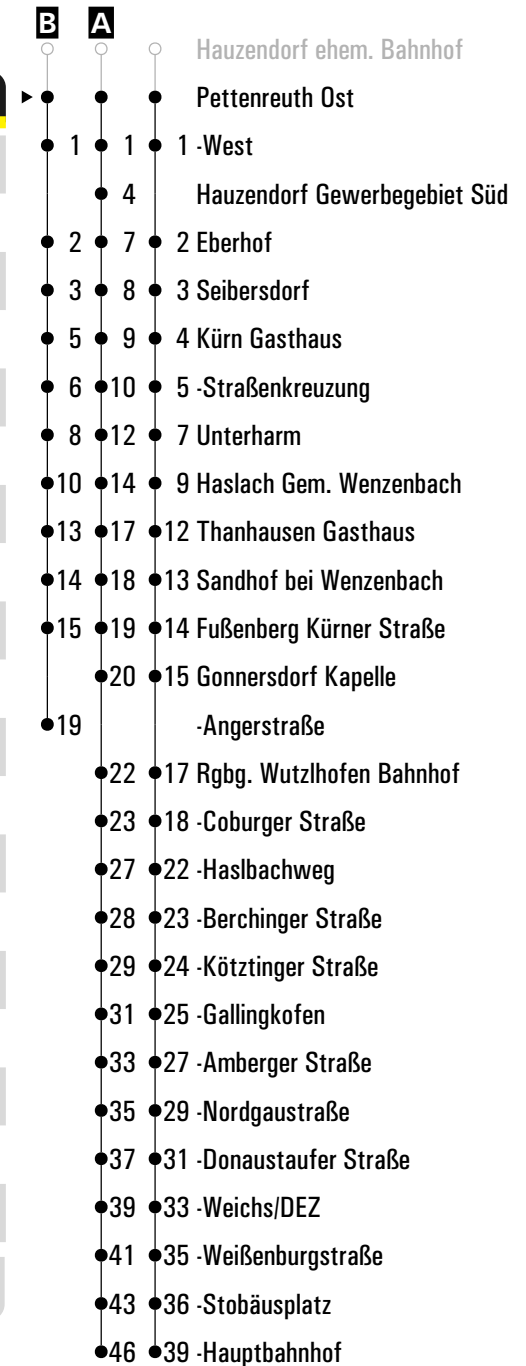 B A
Hauzendorf ehem. Bahnhof
Pettenreuth Ost
1 1 1 -West
4 Hauzendorf Gewerbegebiet Süd
2 7 2 Eberhof
3 8 3 Seibersdorf
5 9 4 Kürn Gasthaus
6 10 5 -Straßenkreuzung
8 12 7 Unterharm
10 14 9 Haslach Gem. Wenzenbach
13 17 12 Thanhausen Gasthaus
14 18 13 Sandhof bei Wenzenbach
15 19 14 Fußenberg Kürner Straße
20 15 Gonnersdorf Kapelle
19 -Angerstraße
22 17 Rgbg. Wutzlhofen Bahnhof
23 18 -Coburger Straße
27 22 -Haslbachweg
28 23 -Berchinger Straße
29 24 -Kötztinger Straße
31 25 -Gallingkofen
33 27 -Amberger Straße
35 29 -Nordgaustraße
37 31 -Donaustaufer Straße
39 33 -Weichs/DEZ
41 35 -Weißenburgstraße
43 36 -Stobäusplatz
46 39 -Hauptbahnhof